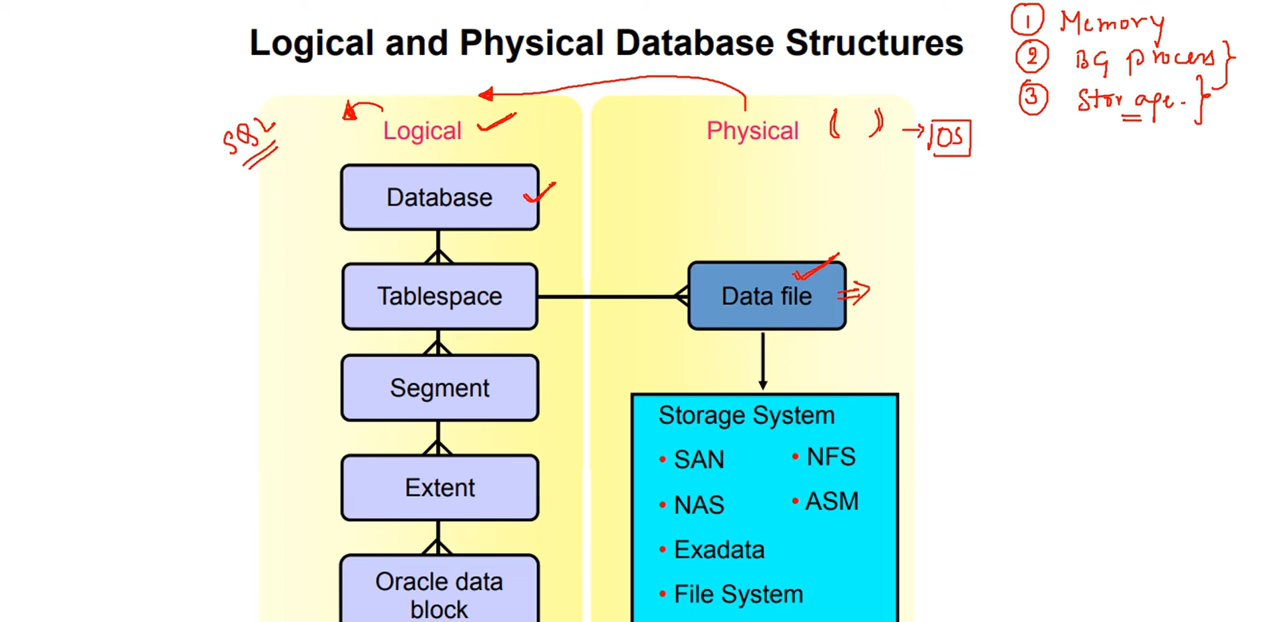 Logical and Physical Database Structures
① Memory
② BG process
③ Storage.
SQL
Logical
Physical ( ) → OS
Database
Tablespace
Data file
Segment
Extent
Oracle data
block
Storage System
• SAN • NFS
• NAS • ASM
• Exadata
• File System